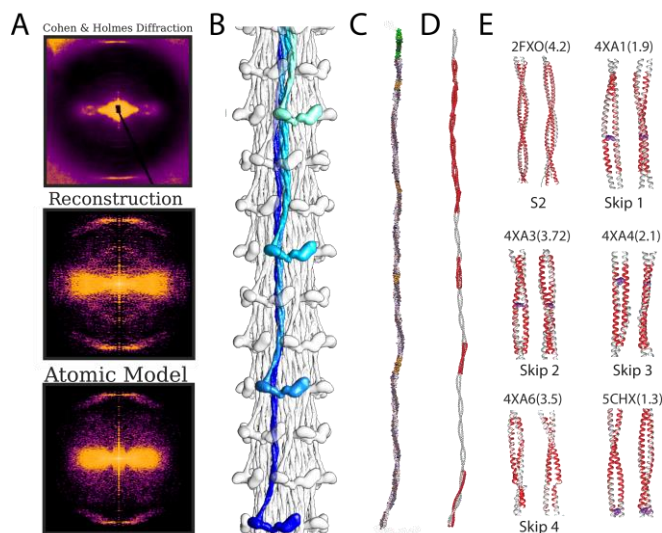 A
B
C
D
E
Cohen & Holmes Diffraction
Reconstruction
Atomic Model
2FXO(4.2)
4XA1(1.9)
S2
Skip 1
4XA3(3.72)
4XA4(2.1)
Skip 2
Skip 3
4XA6(3.5)
5CHX(1.3)
Skip 4